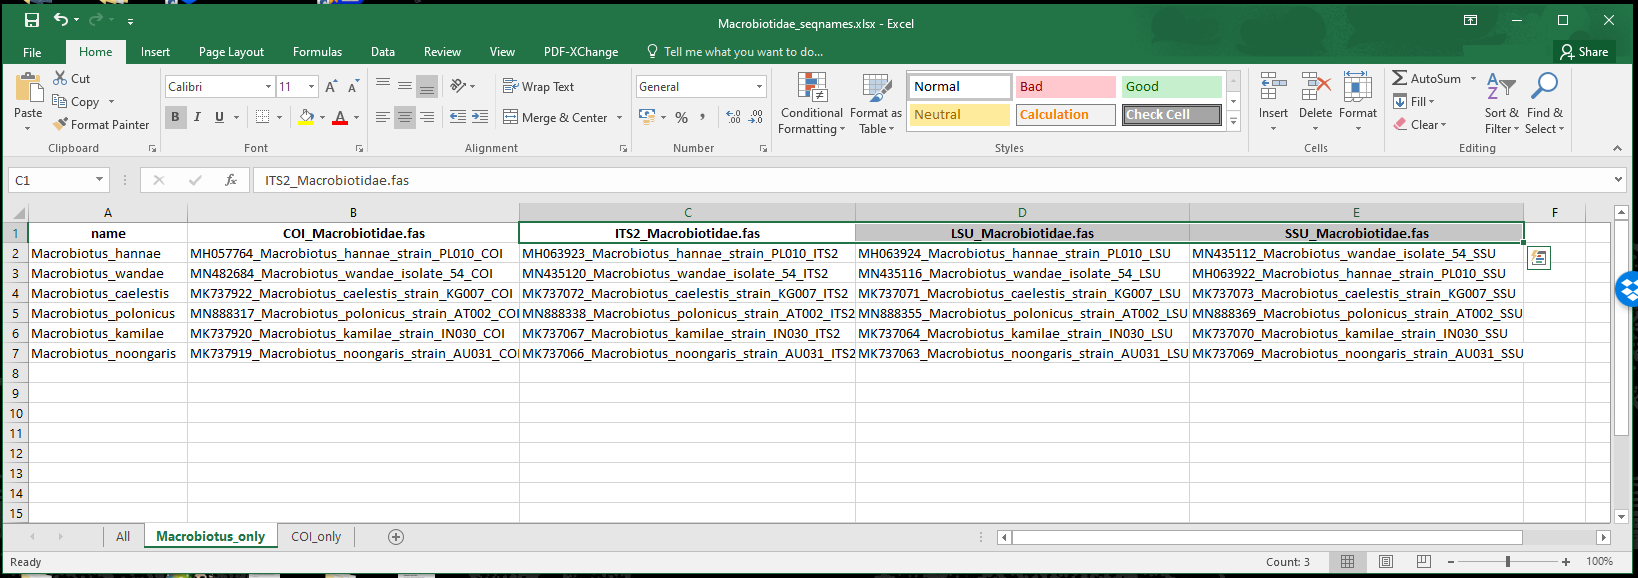 Macrobiotidae_seqnames.xlsx - Excel
File Home Insert Page Layout Formulas Data Review View PDF-XChange Tell me what you want to do... Share
Paste
Cut
Copy
Format Painter
Clipboard
Calibri 11
B I U A
Font
Wrap Text
Merge & Center
Alignment
General
% ,
Number
Conditional Formatting
Format as Table
Normal Bad Good
Neutral Calculation Check Cell
Styles
Insert Delete Format
Cells
AutoSum
Fill
Clear
Sort & Filter
Find & Select
Editing
C1 fx ITS2_Macrobiotidae.fas
A B C D E F
1 name COI_Macrobiotidae.fas ITS2_Macrobiotidae.fas LSU_Macrobiotidae.fas SSU_Macrobiotidae.fas
2 Macrobiotus_hannae MH057764_Macrobiotus_hannae_strain_PL010_COI MH063923_Macrobiotus_hannae_strain_PL010_ITS2 MH063924_Macrobiotus_hannae_strain_PL010_LSU MN435112_Macrobiotus_wandae_isolate_54_SSU
3 Macrobiotus_wandae MN482684_Macrobiotus_wandae_isolate_54_COI MN435120_Macrobiotus_wandae_isolate_54_ITS2 MN435116_Macrobiotus_wandae_isolate_54_LSU MH063922_Macrobiotus_hannae_strain_PL010_SSU
4 Macrobiotus_caelestis MK737922_Macrobiotus_caelestis_strain_KG007_COI MK737072_Macrobiotus_caelestis_strain_KG007_ITS2 MK737071_Macrobiotus_caelestis_strain_KG007_LSU MK737073_Macrobiotus_caelestis_strain_KG007_SSU
5 Macrobiotus_polonicus MN888317_Macrobiotus_polonicus_strain_AT002_COI MN888338_Macrobiotus_polonicus_strain_AT002_ITS2 MN888355_Macrobiotus_polonicus_strain_AT002_LSU MN888369_Macrobiotus_polonicus_strain_AT002_SSU
6 Macrobiotus_kamilae MK737920_Macrobiotus_kamilae_strain_IN030_COI MK737067_Macrobiotus_kamilae_strain_IN030_ITS2 MK737064_Macrobiotus_kamilae_strain_IN030_LSU MK737070_Macrobiotus_kamilae_strain_IN030_SSU
7 Macrobiotus_noongaris MK737919_Macrobiotus_noongaris_strain_AU031_COI MK737066_Macrobiotus_noongaris_strain_AU031_ITS2 MK737063_Macrobiotus_noongaris_strain_AU031_LSU MK737069_Macrobiotus_noongaris_strain_AU031_SSU
8
9
10
11
12
13
14
15
All Macrobiotus_only COI_only
Ready Count: 3 100%